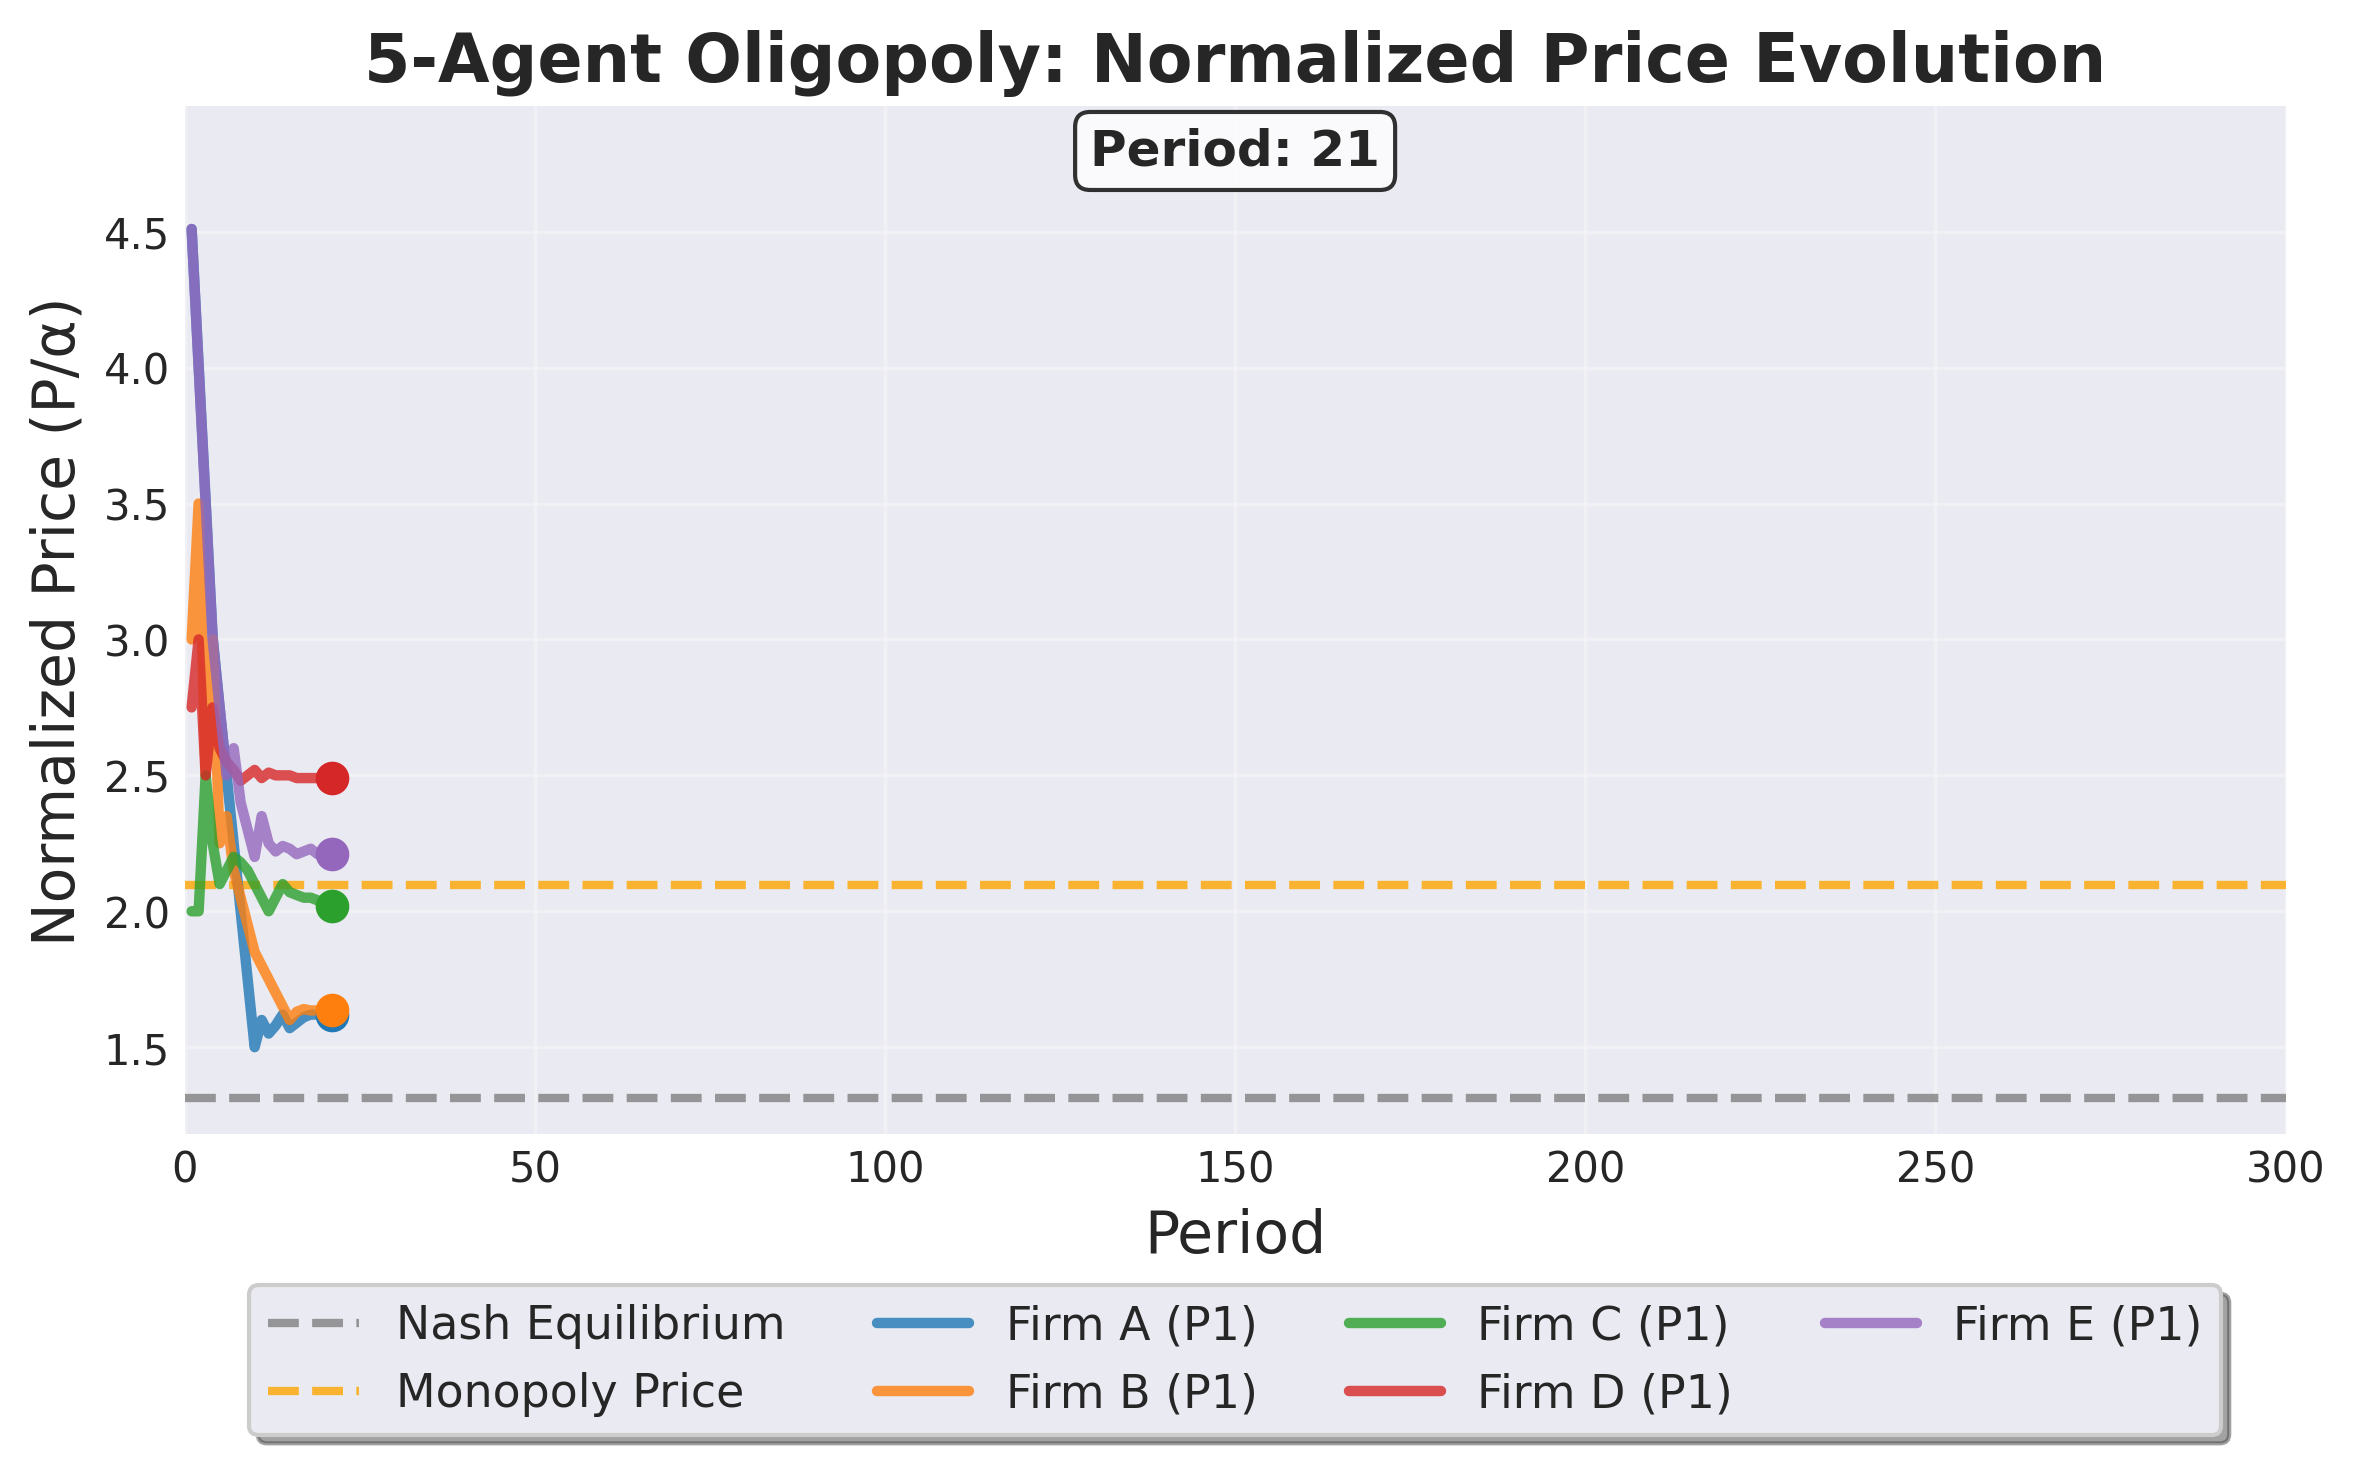 5-Agent Oligopoly: Normalized Price Evolution
Period: 21
Normalized Price (P/α)
4.5
4.0
3.5
3.0
2.5
2.0
1.5
0 50 100 150 200 250 300
Period
Nash Equilibrium Firm A (P1) Firm C (P1) Firm E (P1)
Monopoly Price Firm B (P1) Firm D (P1)